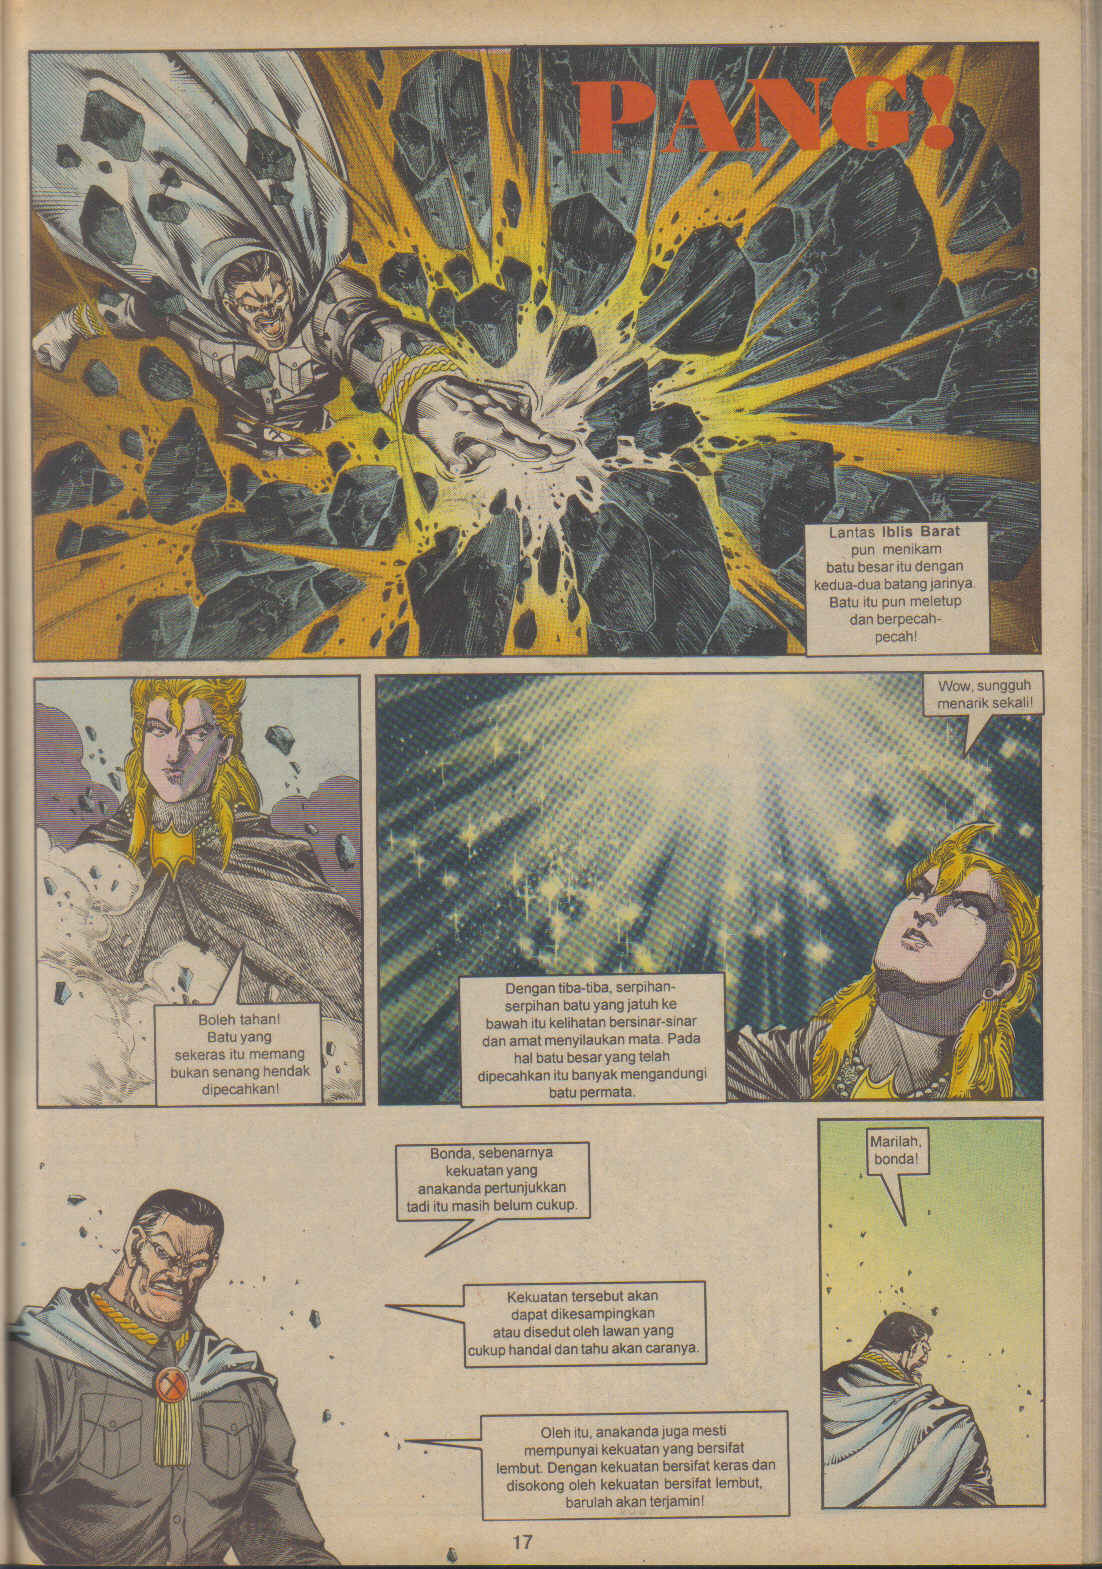 PANG!
Lantas Iblis Barat
pun menikam
batu besar itu dengan
kedua-dua batang jarinya.
Batu itu pun meletup
dan berpecah-
pecah!
Boleh tahan!
Batu yang
sekeras itu memang
bukan senang hendak
dipecahkan!
Wow, sungguh
menarik sekali!
Dengan tiba-tiba, serpihan-
serpihan batu yang jatuh ke
bawah itu kelihatan bersinar-sinar
dan amat menyilaukan mata. Pada
hal batu besar yang telah
dipecahkan itu banyak mengandungi
batu permata.
Bonda, sebenarnya
kekuatan yang
anakanda pertunjukkan
tadi itu masih belum cukup.
Kekuatan tersebut akan
dapat dikesampingkan
atau disedut oleh lawan yang
cukup handal dan tahu akan caranya.
Oleh itu, anakanda juga mesti
mempunyai kekuatan yang bersifat
lembut. Dengan kekuatan bersifat keras dan
disokong oleh kekuatan bersifat lembut,
barulah akan terjamin!
Marilah,
bonda!
17